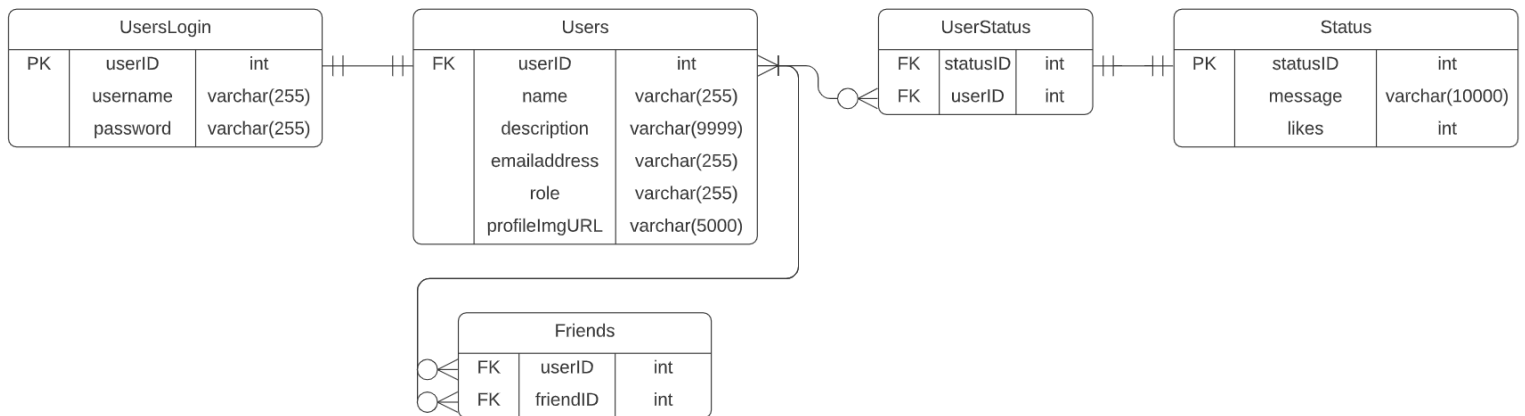 UsersLogin
PK userID int
username varchar(255)
password varchar(255)
Users
FK userID int
name varchar(255)
description varchar(9999)
emailaddress varchar(255)
role varchar(255)
profileImgURL varchar(5000)
UserStatus
FK statusID int
FK userID int
Status
PK statusID int
message varchar(10000)
likes int
Friends
FK userID int
FK friendID int